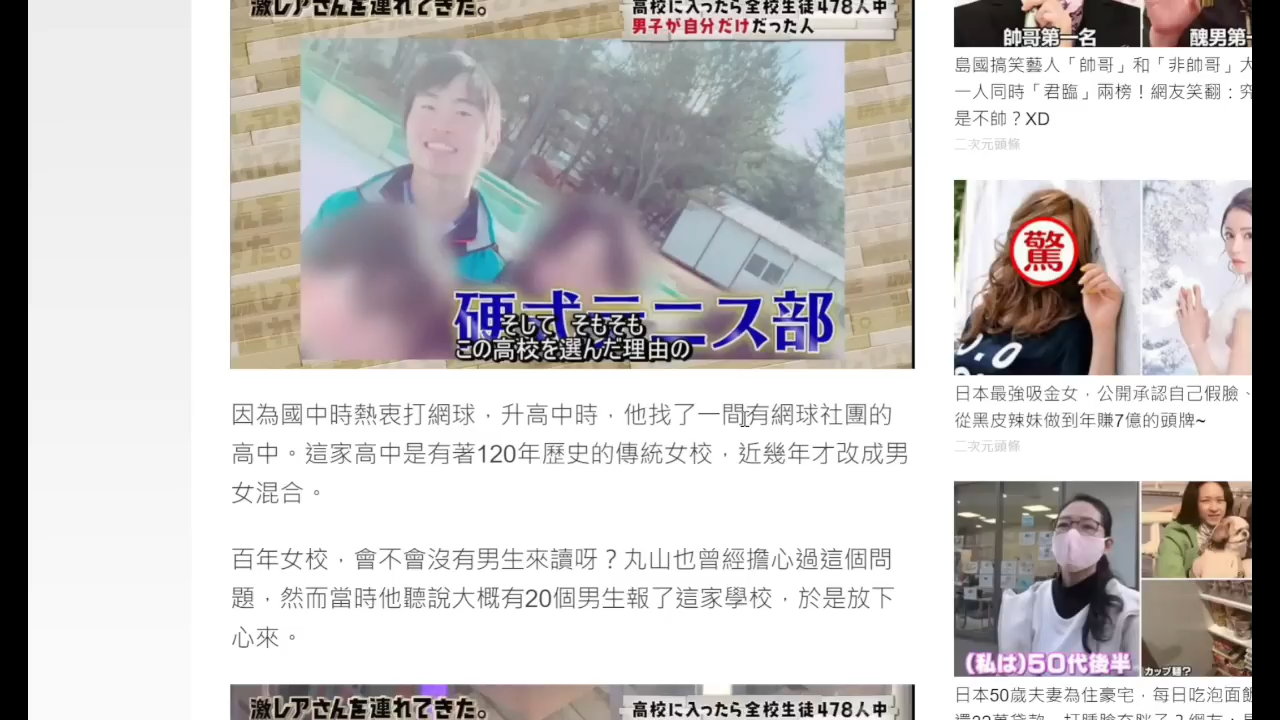 激レアさんを連れてきた。
高校に入ったら全校生徒478人中
男子が自分だけだった人
硬式テニス部
そして そもそも
この高校を選んだ理由の
因為國中時熱衷打網球，升高中時，他找了一間有網球社團的
高中。這家高中是有著120年歷史的傳統女校，近幾年才改成男
女混合。
百年女校，會不會沒有男生來讀呀？丸山也曾經擔心過這個問
題，然而當時他聽說大概有20個男生報了這家學校，於是放下
心來。
激レアさんを連れてきた。
高校に入ったら全校生徒478人中
帥哥第一名
醜男第一
島國搞笑藝人「帥哥」和「非帥哥」大
一人同時「君臨」兩榜！網友笑翻：究
是不帥？XD
二次元頭條
驚
日本最強吸金女，公開承認自己假臉、
從黑皮辣妹做到年賺7億的頭牌~
二次元頭條
(私は)50代後半
カップ麺?
日本50歲夫妻為住豪宅，每日吃泡面飯